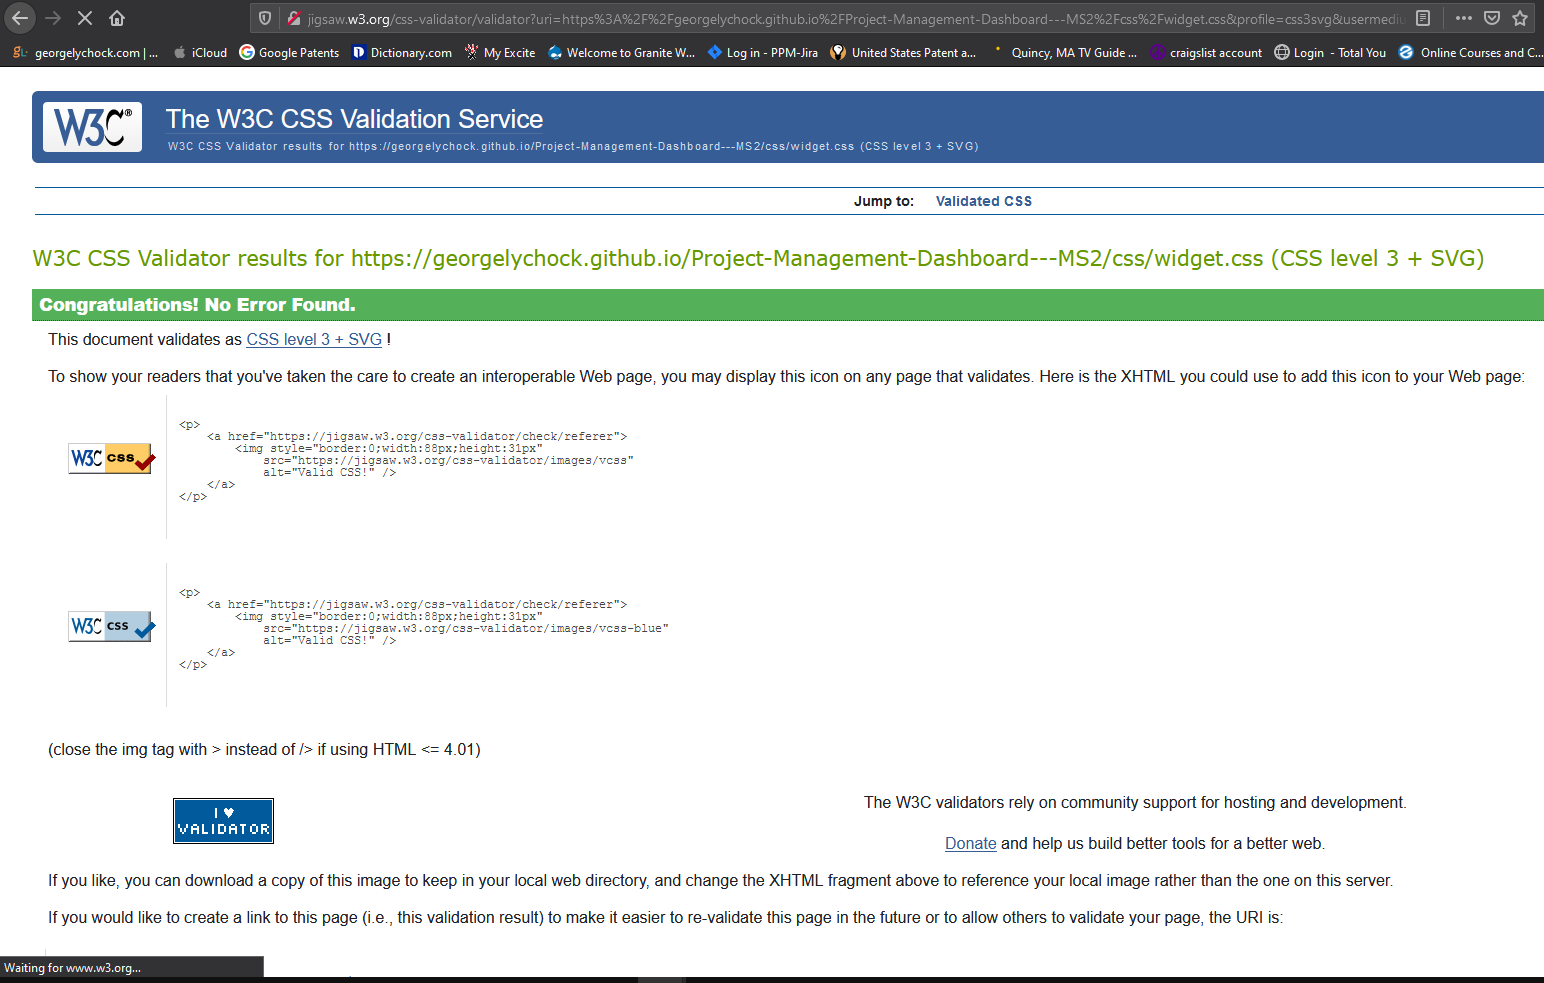 jigsaw.w3.org/css-validator/validator?uri=https%3A%2F%2Fgeorgelychock.github.io%2FProject-Management-Dashboard---MS2%2Fcss%2Fwidget.css&profile=css3svg&usermediu
georgelychock.com | ...
iCloud
Google Patents
Dictionary.com
My Excite
Welcome to Granite W...
Log in - PPM-Jira
United States Patent a...
Quincy, MA TV Guide ...
craigslist account
Login - Total You
Online Courses and C...
W3C®
The W3C CSS Validation Service
W3C CSS Validator results for https://georgelychock.github.io/Project-Management-Dashboard---MS2/css/widget.css (CSS level 3 + SVG)
Jump to: Validated CSS
W3C CSS Validator results for https://georgelychock.github.io/Project-Management-Dashboard---MS2/css/widget.css (CSS level 3 + SVG)
Congratulations! No Error Found.
This document validates as CSS level 3 + SVG !
To show your readers that you've taken the care to create an interoperable Web page, you may display this icon on any page that validates. Here is the XHTML you could use to add this icon to your Web page:
W3C css
<p>
<a href="https://jigsaw.w3.org/css-validator/check/referer">
<img style="border:0;width:88px;height:31px"
src="https://jigsaw.w3.org/css-validator/images/vcss"
alt="Valid CSS!" />
</a>
</p>
W3C css
<p>
<a href="https://jigsaw.w3.org/css-validator/check/referer">
<img style="border:0;width:88px;height:31px"
src="https://jigsaw.w3.org/css-validator/images/vcss-blue"
alt="Valid CSS!" />
</a>
</p>
(close the img tag with > instead of /> if using HTML <= 4.01)
I ♥
VALIDATOR
The W3C validators rely on community support for hosting and development.
Donate and help us build better tools for a better web.
If you like, you can download a copy of this image to keep in your local web directory, and change the XHTML fragment above to reference your local image rather than the one on this server.
If you would like to create a link to this page (i.e., this validation result) to make it easier to re-validate this page in the future or to allow others to validate your page, the URI is:
Waiting for www.w3.org...